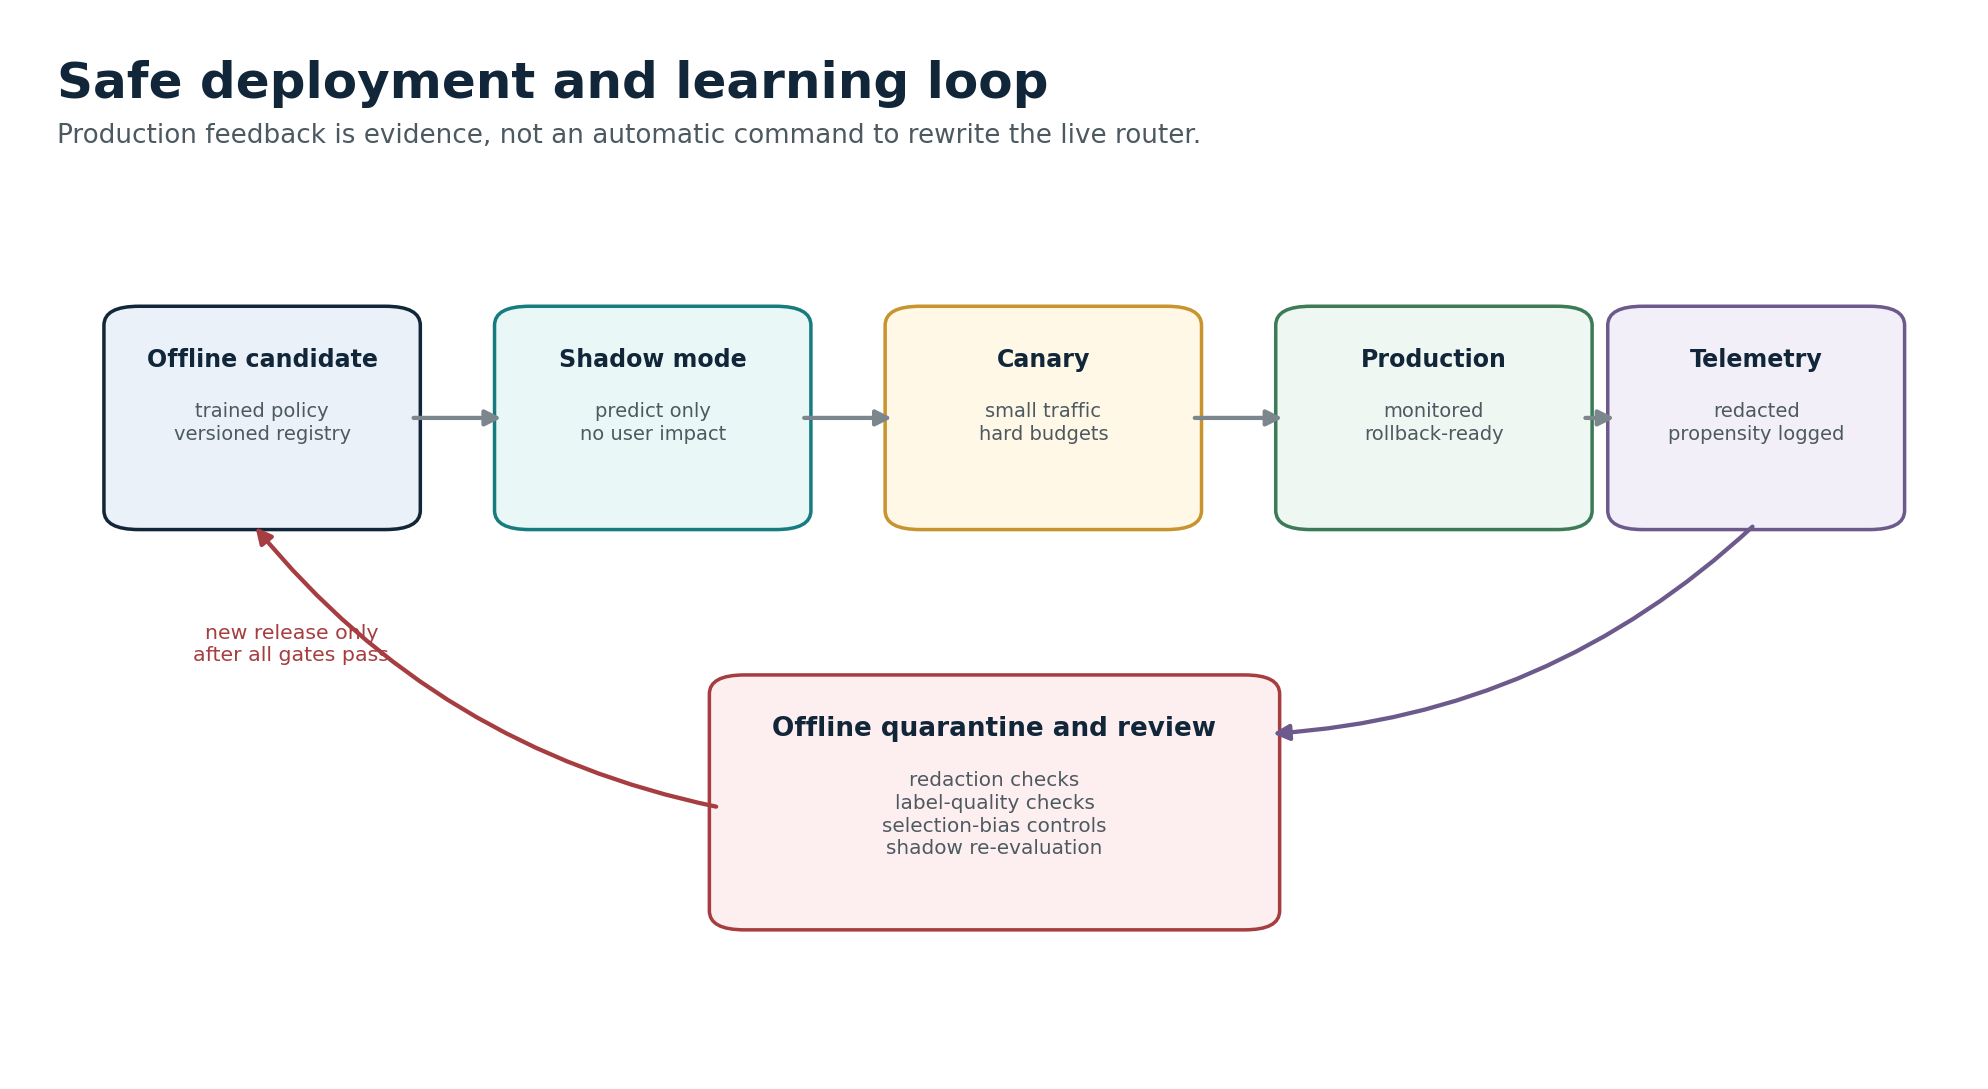 Safe deployment and learning loop
Production feedback is evidence, not an automatic command to rewrite the live router.
Offline candidate
trained policy
versioned registry
Shadow mode
predict only
no user impact
Canary
small traffic
hard budgets
Production
monitored
rollback-ready
Telemetry
redacted
propensity logged
new release only
after all gates pass
Offline quarantine and review
redaction checks
label-quality checks
selection-bias controls
shadow re-evaluation